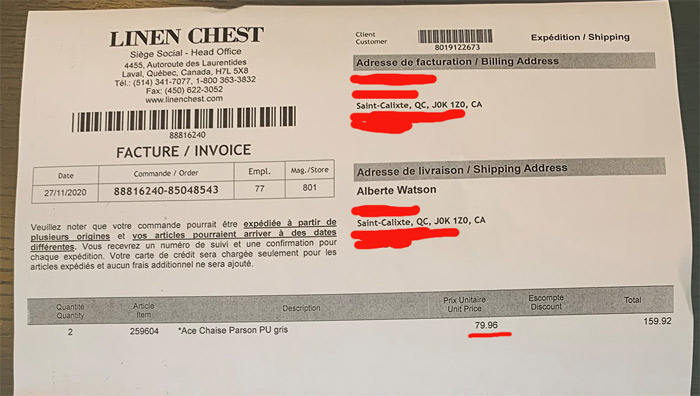 LINEN CHEST
Siège Social - Head Office
4455, Autoroute des Laurentides
Laval, Québec, Canada, H7L 5X8
Tél.: (514) 341-7077, 1-800 363-3832
Fax: (450) 622-3052
www.linenchest.com
88816240
FACTURE / INVOICE
Date
Commande / Order
Empl.
Mag./Store
27/11/2020
88816240-85048543
77
801
Veuillez noter que votre commande pourrait être expédiée à partir de
plusieurs origines et vos articles pourraient arriver à des dates
différentes. Vous recevrez un numéro de suivi et une confirmation pour
chaque expédition. Votre carte de crédit sera chargée seulement pour les
articles expédiés et aucun frais additionnel ne sera ajouté.
Client
Customer
8019122673
Expédition / Shipping
Adresse de facturation / Billing Address
Saint-Calixte, QC, J0K 1Z0, CA
Adresse de livraison / Shipping Address
Alberte Watson
Saint-Calixte, QC, J0K 1Z0, CA
Quantité
Quantity
Article
Item
Description
Prix Unitaire
Unit Price
Escompte
Discount
Total
2
259604
*Ace Chaise Parson PU gris
79.96
159.92